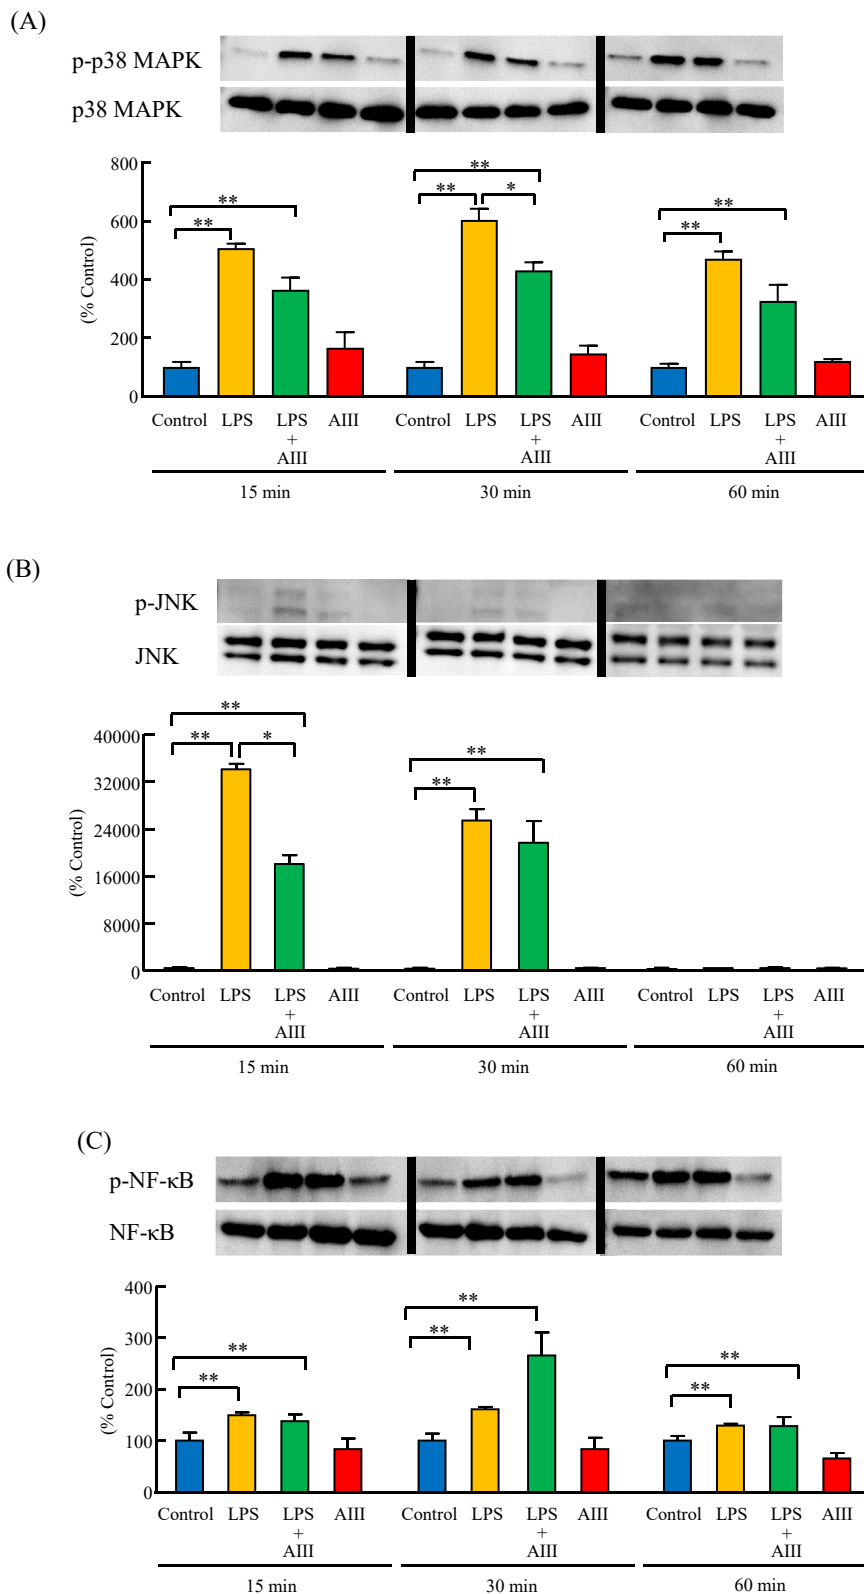 (A)
p-p38 MAPK
p38 MAPK
800
600
400
200
0
(% Control)
** ** ** ** * ** **
Control LPS LPS + AIII AIII Control LPS LPS + AIII AIII Control LPS LPS + AIII AIII
15 min 30 min 60 min
(B)
p-JNK
JNK
40000
32000
24000
16000
8000
0
(% Control)
** ** * ** **
Control LPS LPS + AIII AIII Control LPS LPS + AIII AIII Control LPS LPS + AIII AIII
15 min 30 min 60 min
(C)
p-NF-κB
NF-κB
400
300
200
100
0
(% Control)
** ** ** ** ** **
Control LPS LPS + AIII AIII Control LPS LPS + AIII AIII Control LPS LPS + AIII AIII
15 min 30 min 60 min